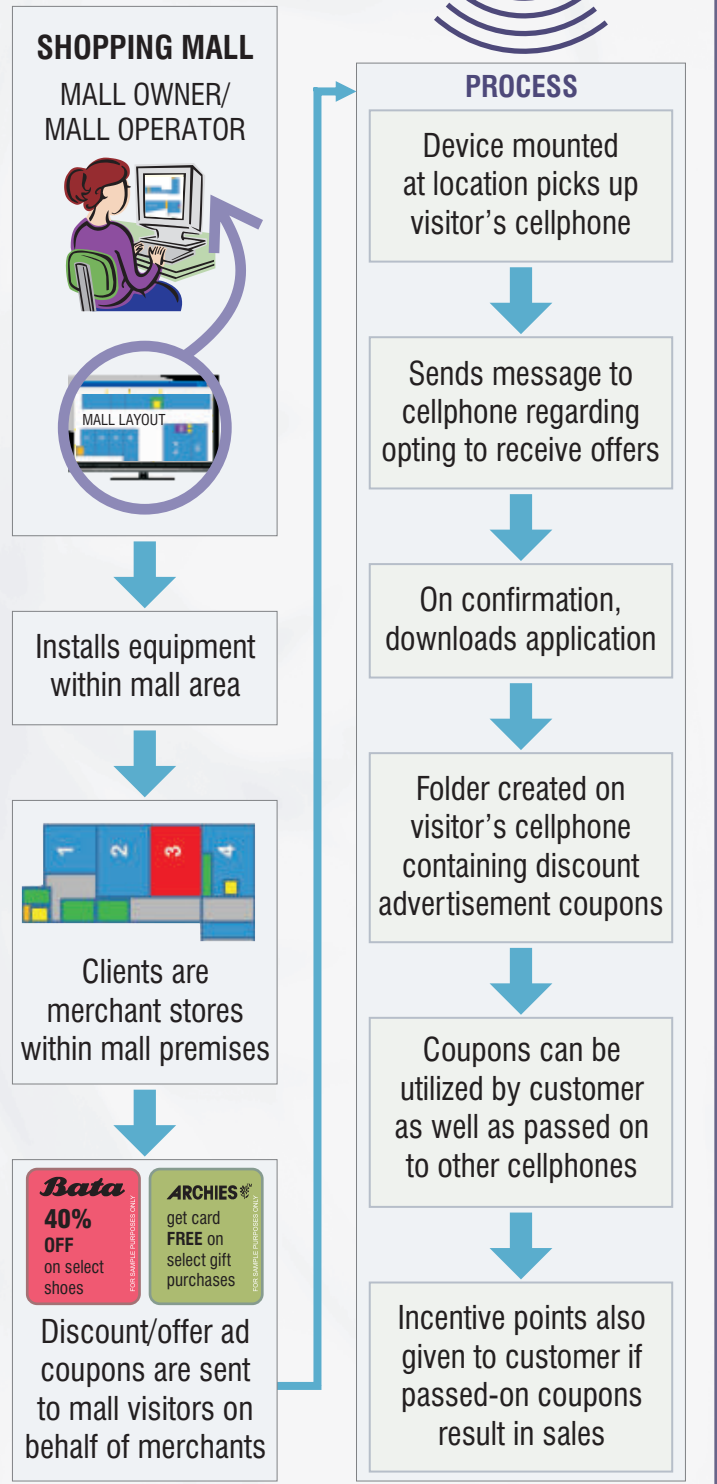 SHOPPING MALL
MALL OWNER/
MALL OPERATOR
MALL LAYOUT
Installs equipment
within mall area
1
2
3
4
Clients are
merchant stores
within mall premises
Bata
40%
OFF
on select
shoes
FOR SAMPLE PURPOSES ONLY
ARCHIES
get card
FREE on
select gift
purchases
FOR SAMPLE PURPOSES ONLY
Discount/offer ad
coupons are sent
to mall visitors on
behalf of merchants
PROCESS
Device mounted
at location picks up
visitor’s cellphone
Sends message to
cellphone regarding
opting to receive offers
On confirmation,
downloads application
Folder created on
visitor’s cellphone
containing discount
advertisement coupons
Coupons can be
utilized by customer
as well as passed on
to other cellphones
Incentive points also
given to customer if
passed-on coupons
result in sales